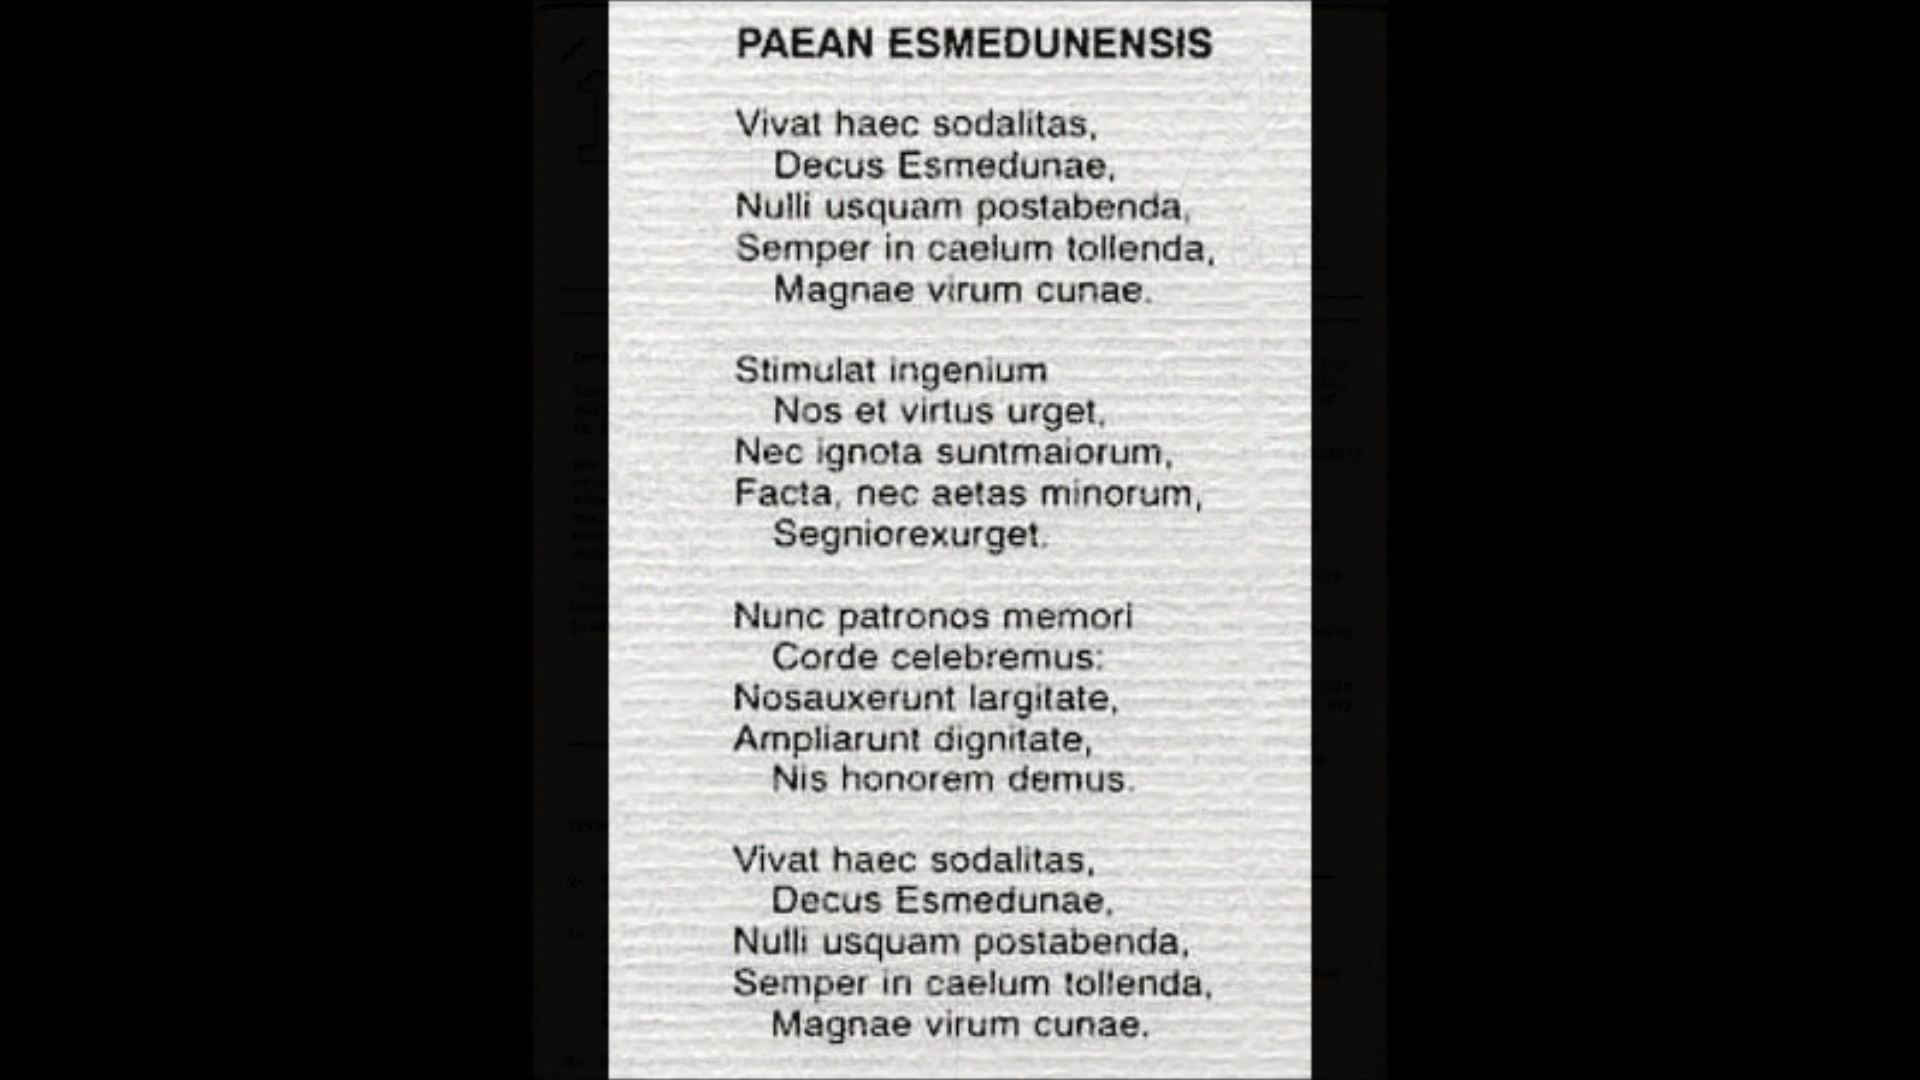 PAEAN ESMEDUNENSIS
Vivat haec sodalitas,
Decus Esmedunae,
Nulli usquam postabenda,
Semper in caelum tollenda,
Magnae virum cunae.
Stimulat ingenium
Nos et virtus urget,
Nec ignota suntmaiorum,
Facta, nec aetas minorum,
Segniorexurget.
Nunc patronos memori
Corde celebremus:
Nosauxerunt largitate,
Ampliarunt dignitate,
Nis honorem demus.
Vivat haec sodalitas,
Decus Esmedunae,
Nulli usquam postabenda,
Semper in caelum tollenda,
Magnae virum cunae.